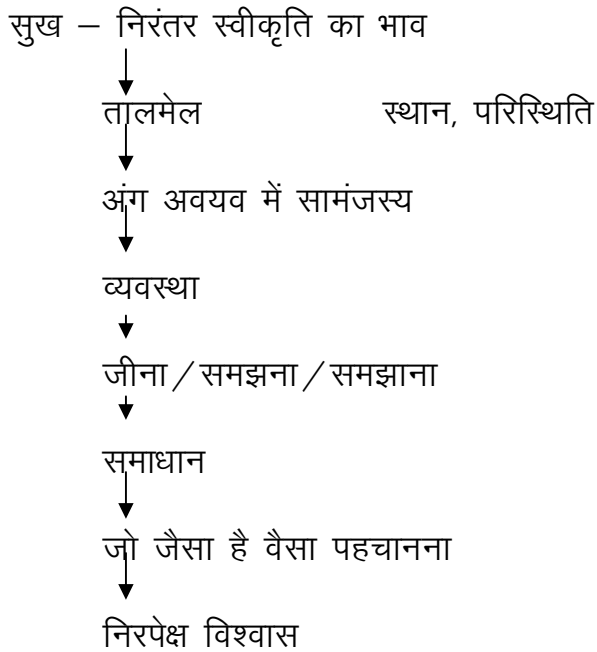 सुख – निरंतर स्वीकृति का भाव
तालमेल स्थान, परिस्थिति
अंग अवयव में सामंजस्य
व्यवस्था
जीना/समझना/समझाना
समाधान
जो जैसा है वैसा पहचानना
निरपेक्ष विश्वास